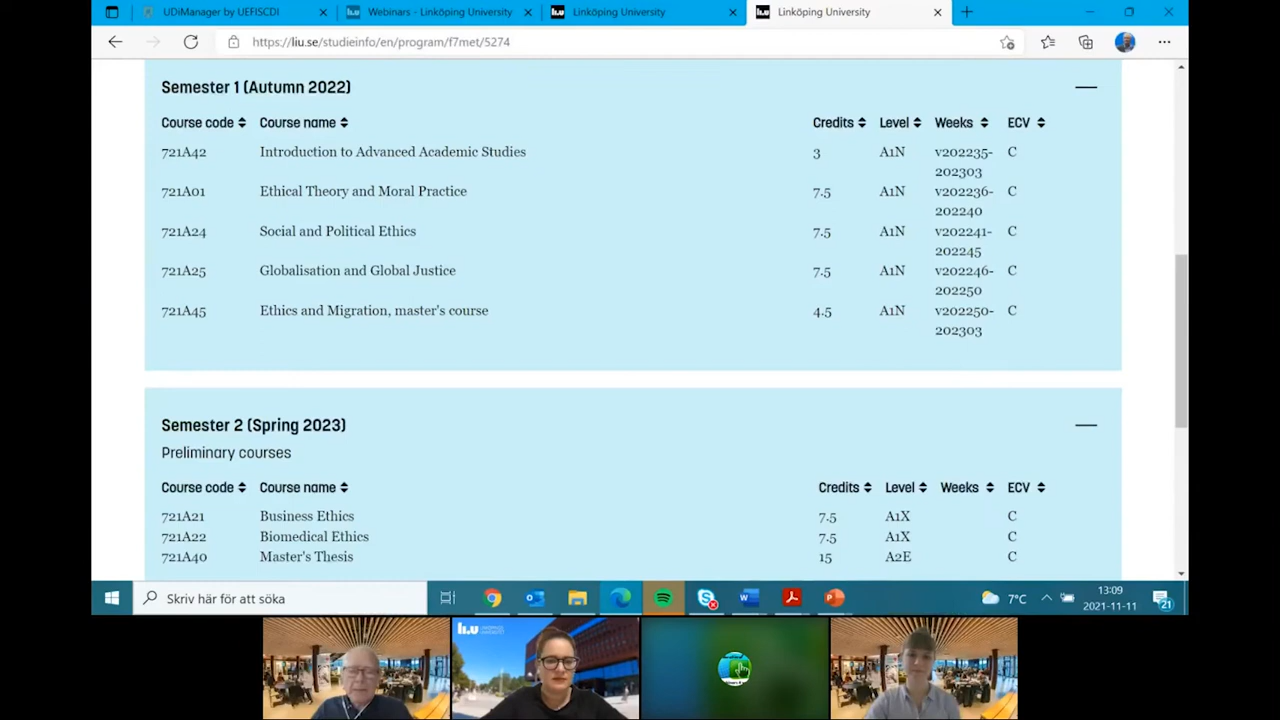 UDiManager by UEFISCDI
Webinars - Linköping University
Linköping University
Linköping University
https://liu.se/studieinfo/en/program/f7met/5274
Semester 1 (Autumn 2022)
Course code Course name Credits Level Weeks ECV
721A42 Introduction to Advanced Academic Studies 3 A1N v202235-
202303 C
721A01 Ethical Theory and Moral Practice 7.5 A1N v202236-
202240 C
721A24 Social and Political Ethics 7.5 A1N v202241-
202245 C
721A25 Globalisation and Global Justice 7.5 A1N v202246-
202250 C
721A45 Ethics and Migration, master's course 4.5 A1N v202250-
202303 C
Semester 2 (Spring 2023)
Preliminary courses
Course code Course name Credits Level Weeks ECV
721A21 Business Ethics 7.5 A1X C
721A22 Biomedical Ethics 7.5 A1X C
721A40 Master's Thesis 15 A2E C
Skriv här för att söka
7°C
13:09
2021-11-11
21